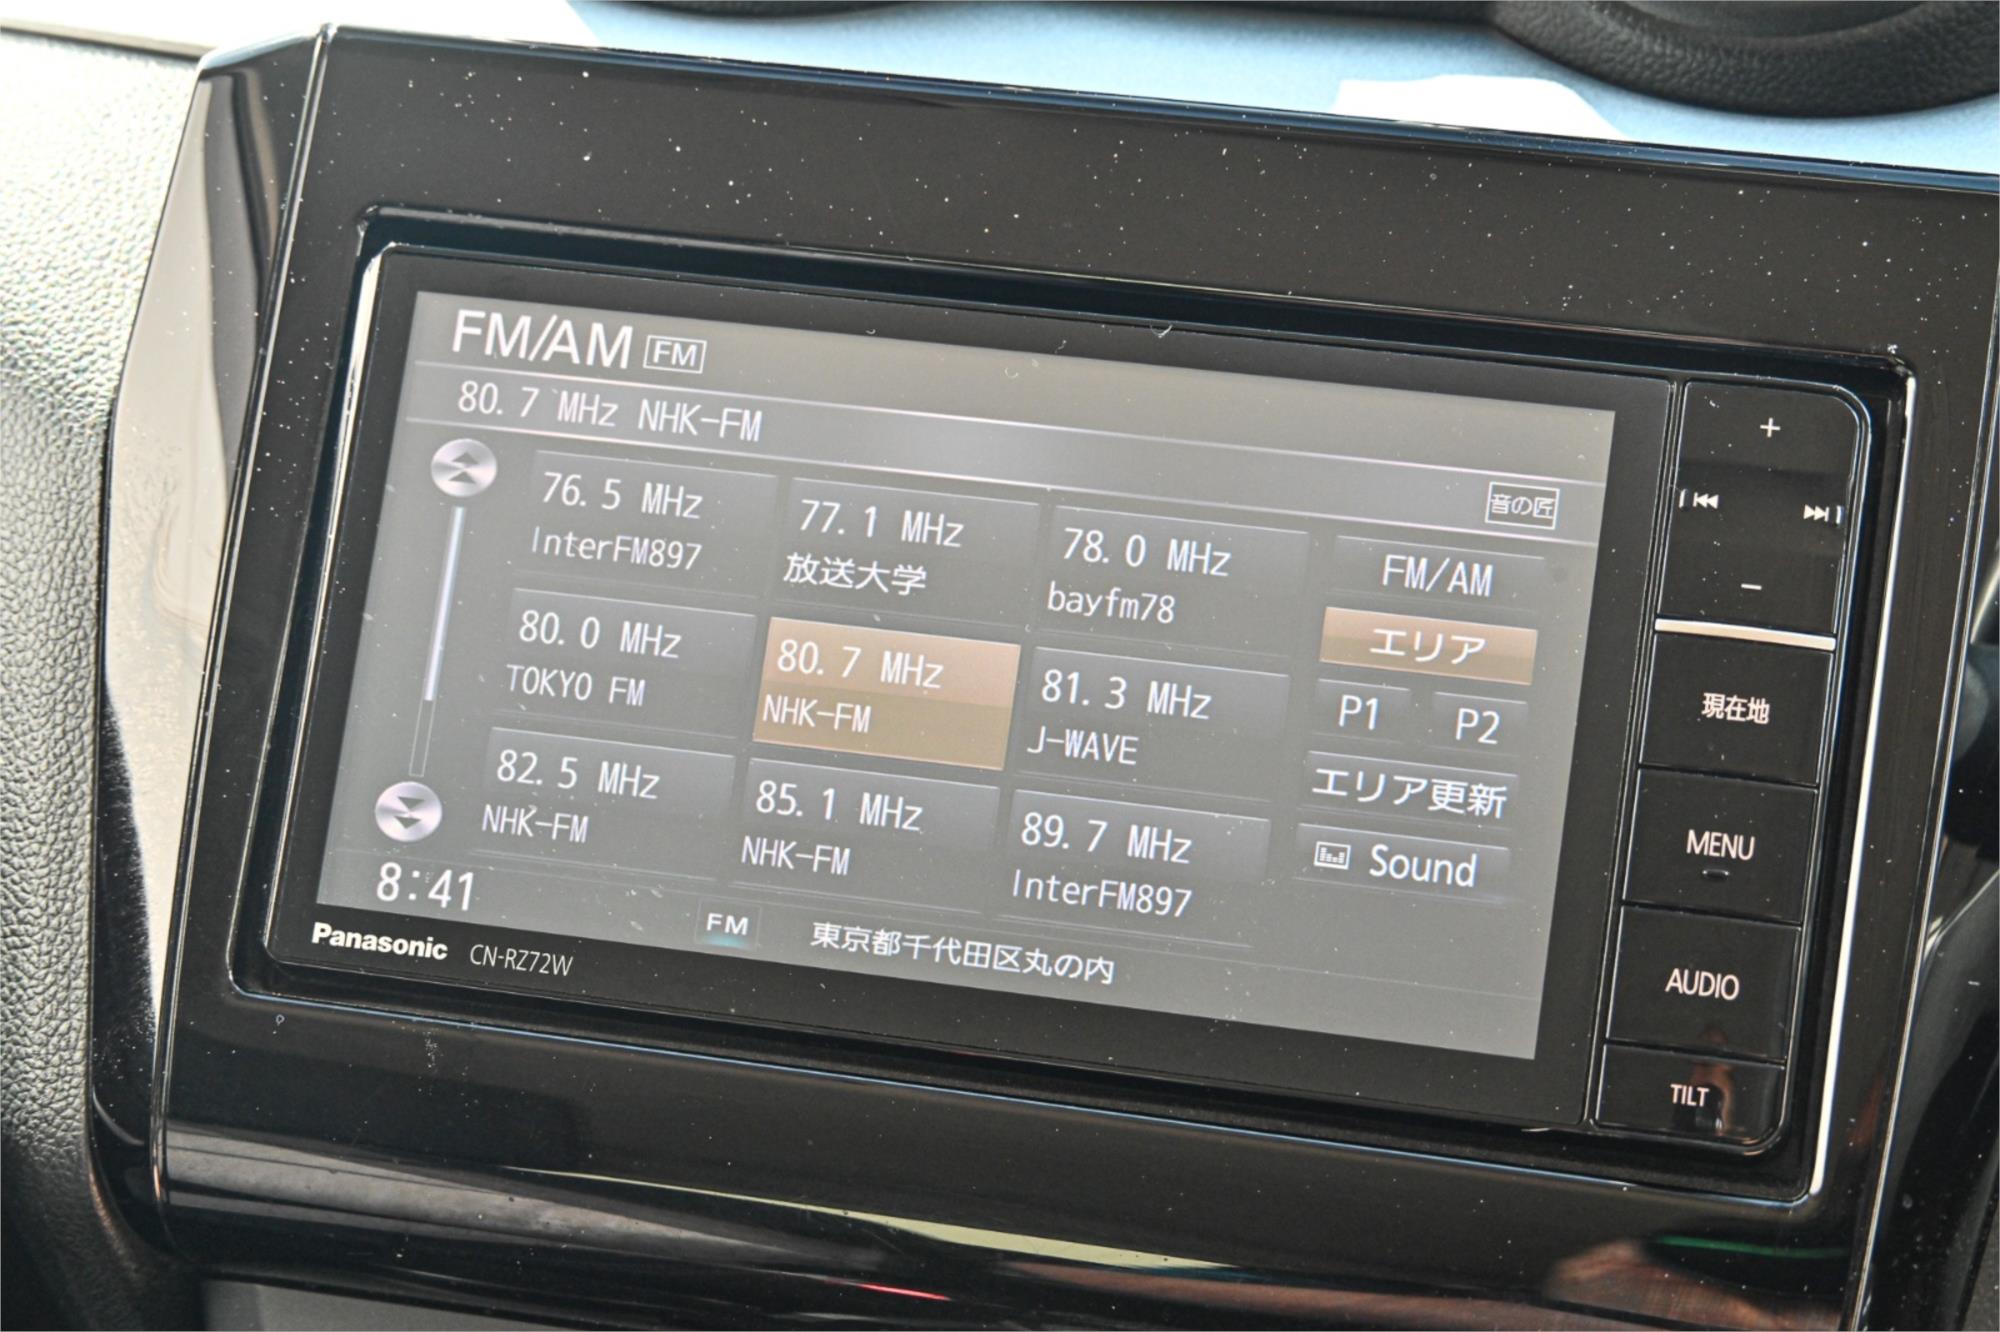 FM/AM FM
80.7 MHz NHK-FM
音の匠
76.5 MHz
InterFM897
77.1 MHz
放送大学
78.0 MHz
bayfm78
FM/AM
80.0 MHz
TOKYO FM
80.7 MHz
NHK-FM
81.3 MHz
J-WAVE
エリア
P1 P2
82.5 MHz
NHK-FM
85.1 MHz
NHK-FM
89.7 MHz
InterFM897
エリア更新
Sound
8:41
FM
東京都千代田区丸の内
Panasonic CN-RZ72W
+
−
現在地
MENU
AUDIO
TILT